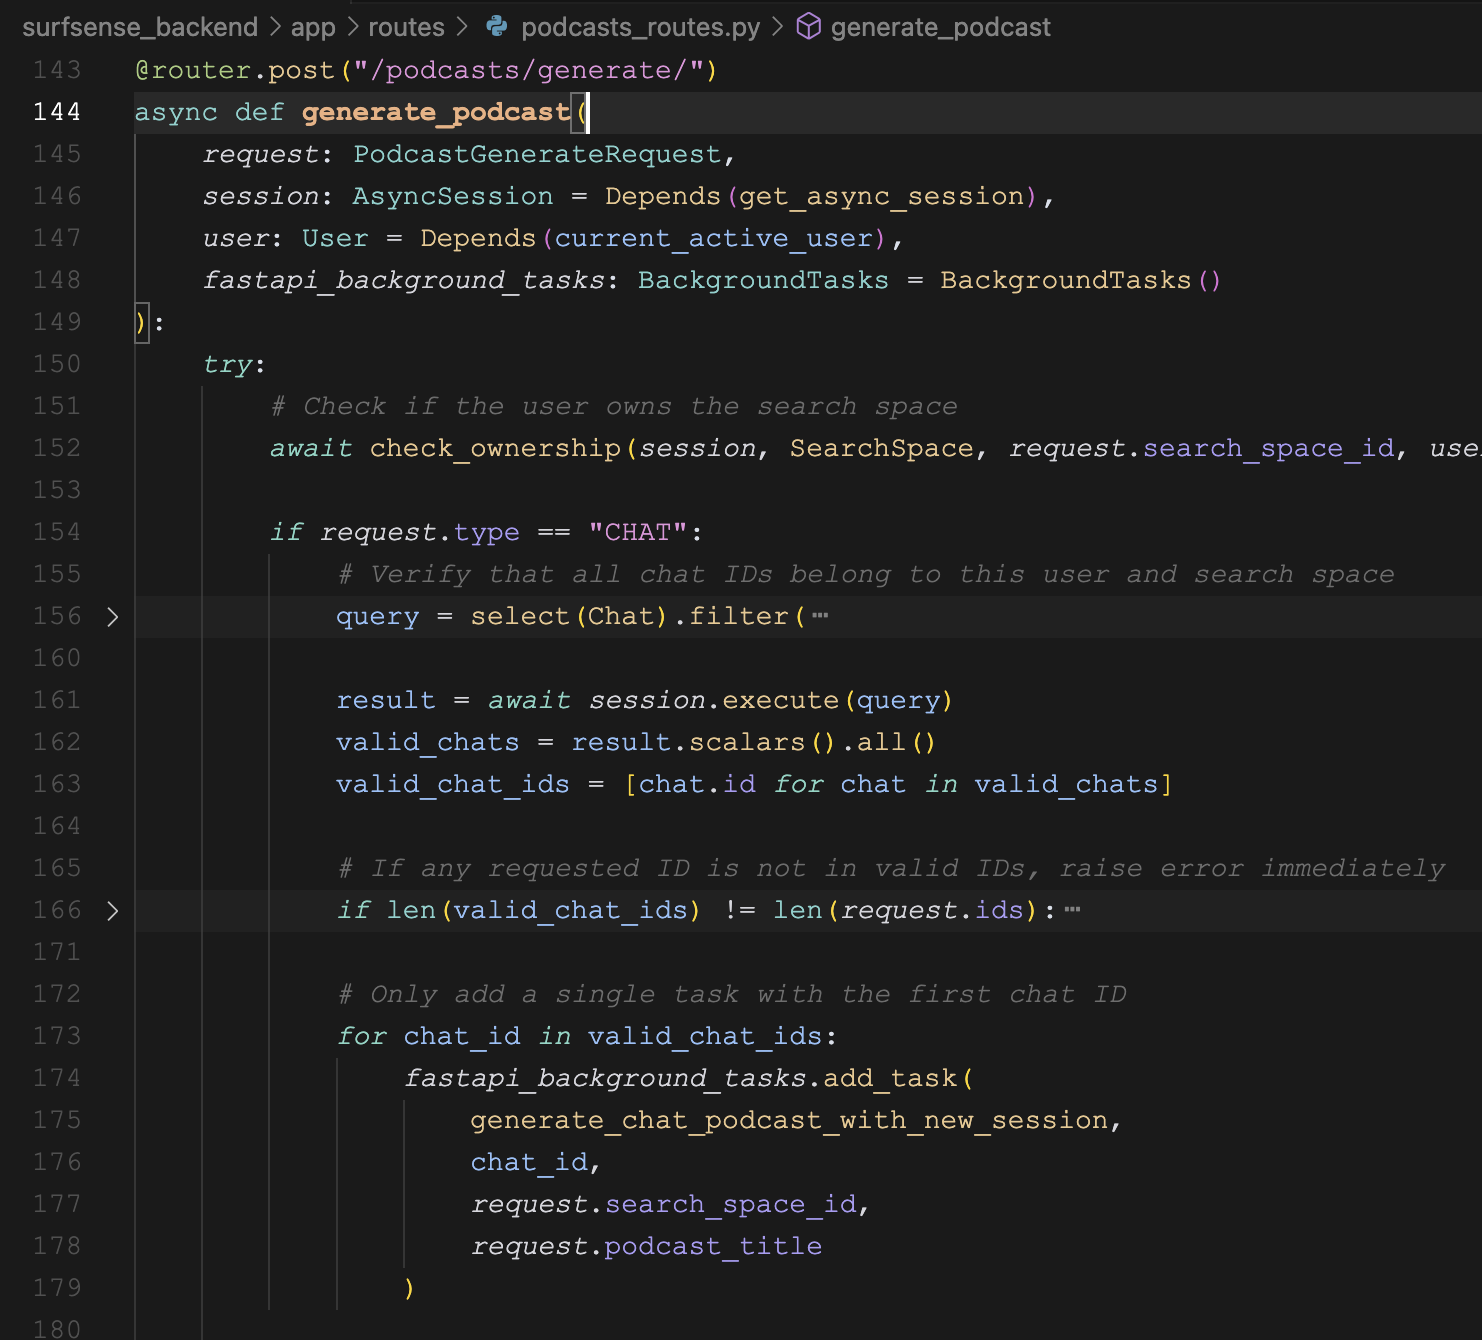 surfsense_backend > app > routes > podcasts_routes.py > generate_podcast
143 @router.post("/podcasts/generate/")
144 async def generate_podcast(
145     request: PodcastGenerateRequest,
146     session: AsyncSession = Depends(get_async_session),
147     user: User = Depends(current_active_user),
148     fastapi_background_tasks: BackgroundTasks = BackgroundTasks()
149 ):
150     try:
151         # Check if the user owns the search space
152         await check_ownership(session, SearchSpace, request.search_space_id, use
153
154         if request.type == "CHAT":
155             # Verify that all chat IDs belong to this user and search space
156 >           query = select(Chat).filter(⋯
160
161             result = await session.execute(query)
162             valid_chats = result.scalars().all()
163             valid_chat_ids = [chat.id for chat in valid_chats]
164
165             # If any requested ID is not in valid IDs, raise error immediately
166 >           if len(valid_chat_ids) != len(request.ids):⋯
171
172             # Only add a single task with the first chat ID
173             for chat_id in valid_chat_ids:
174                 fastapi_background_tasks.add_task(
175                     generate_chat_podcast_with_new_session,
176                     chat_id,
177                     request.search_space_id,
178                     request.podcast_title
179                 )
180